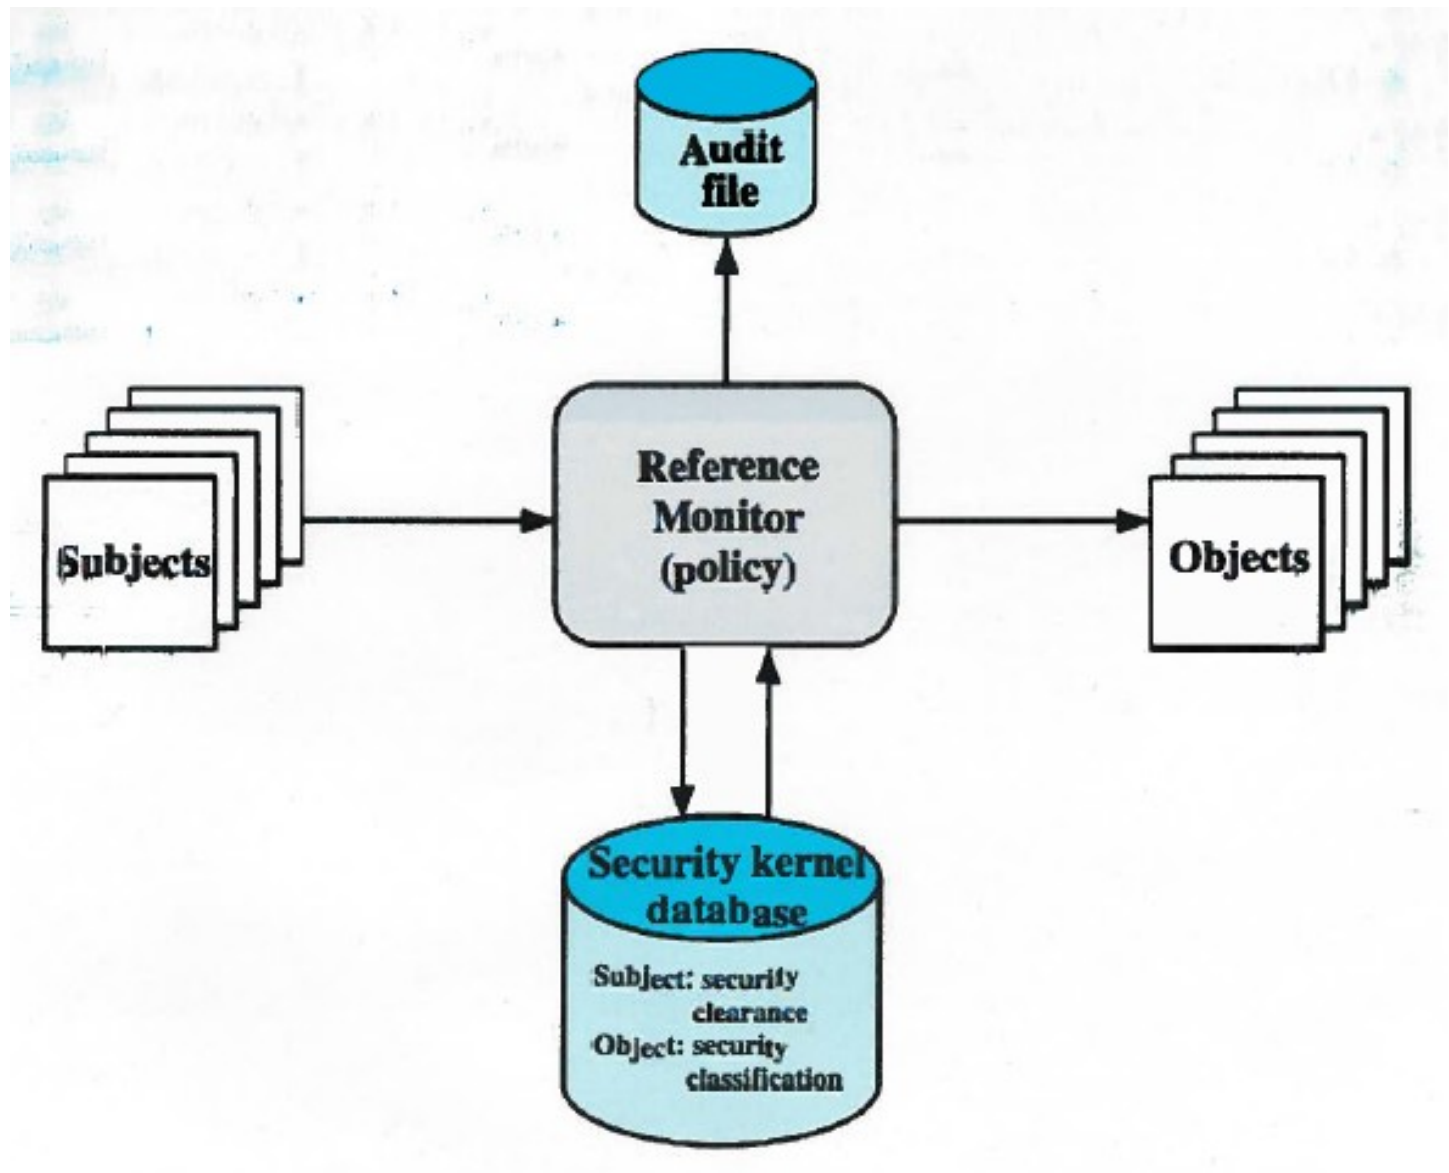 Audit
file
Reference
Monitor
(policy)
Subjects
Objects
Security kernel
database
Subject: security
clearance
Object: security
classification